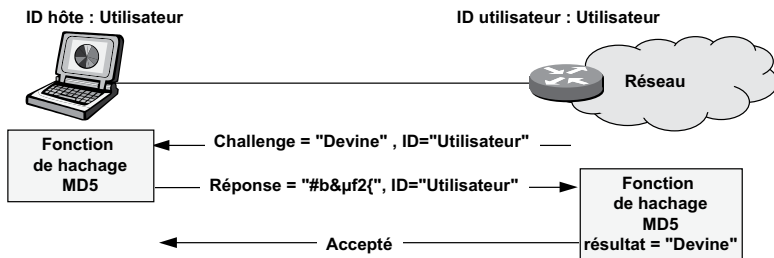 ID hôte : Utilisateur
ID utilisateur : Utilisateur
Réseau
Fonction
de hachage
MD5
Challenge = "Devine" , ID="Utilisateur"
Réponse = "#b&µf2{", ID="Utilisateur"
Accepté
Fonction
de hachage
MD5
résultat = "Devine"